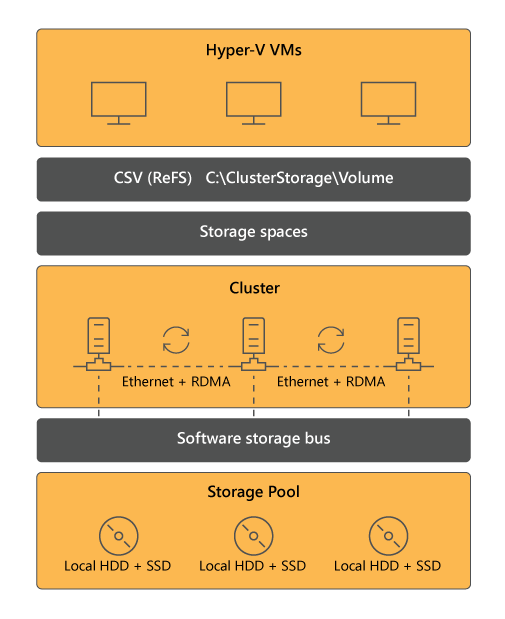 Hyper-V VMs
CSV (ReFS) C:\ClusterStorage\Volume
Storage spaces
Cluster
Ethernet + RDMA Ethernet + RDMA
Software storage bus
Storage Pool
Local HDD + SSD Local HDD + SSD Local HDD + SSD